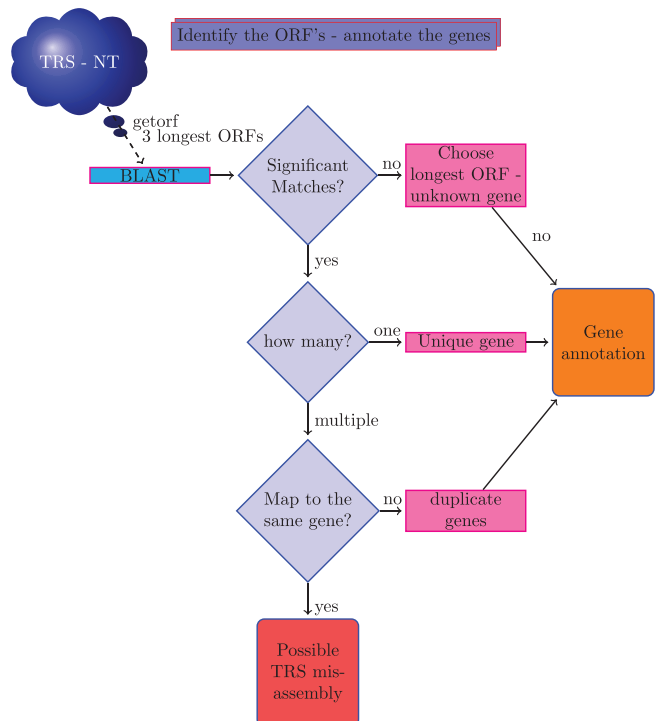 Identify the ORF's - annotate the genes
TRS - NT
getorf
3 longest ORFs
BLAST
Significant
Matches?
no
Choose
longest ORF -
unknown gene
no
yes
how many?
one
Unique gene
Gene
annotation
multiple
Map to the
same gene?
no
duplicate
genes
yes
Possible
TRS mis-
assembly